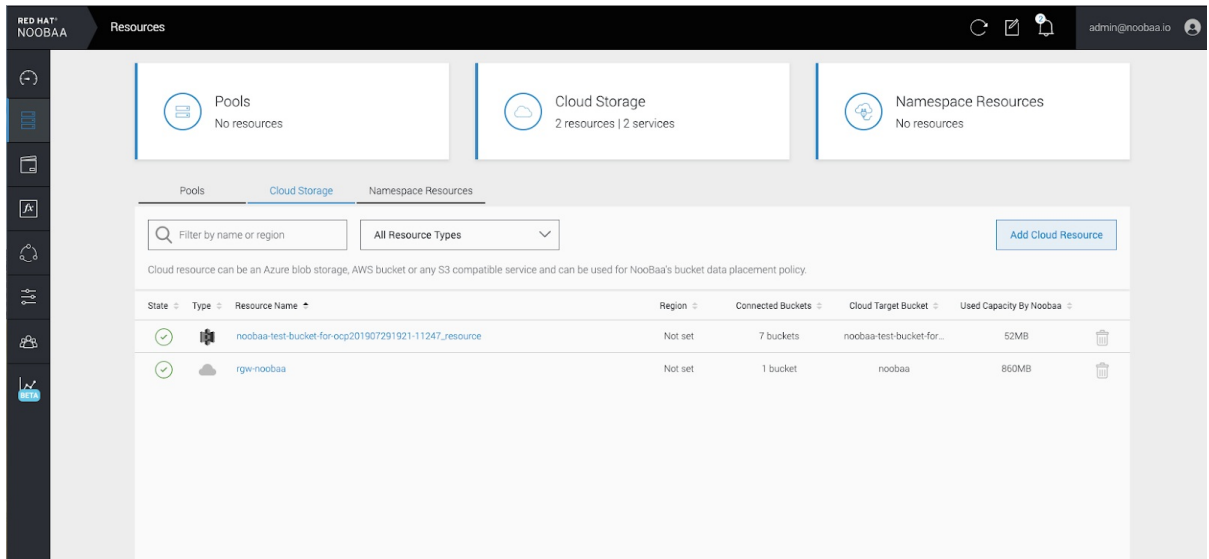 RED HAT®
NOOBAA
Resources
2
admin@noobaa.io
Pools
No resources
Cloud Storage
2 resources | 2 services
Namespace Resources
No resources
Pools Cloud Storage Namespace Resources
Filter by name or region All Resource Types Add Cloud Resource
Cloud resource can be an Azure blob storage, AWS bucket or any S3 compatible service and can be used for NooBaa's bucket data placement policy.
State Type Resource Name Region Connected Buckets Cloud Target Bucket Used Capacity By Noobaa
noobaa-test-bucket-for-ocp201907291921-11247_resource Not set 7 buckets noobaa-test-bucket-for... 52MB
rgw-noobaa Not set 1 bucket noobaa 860MB
fx
BETA